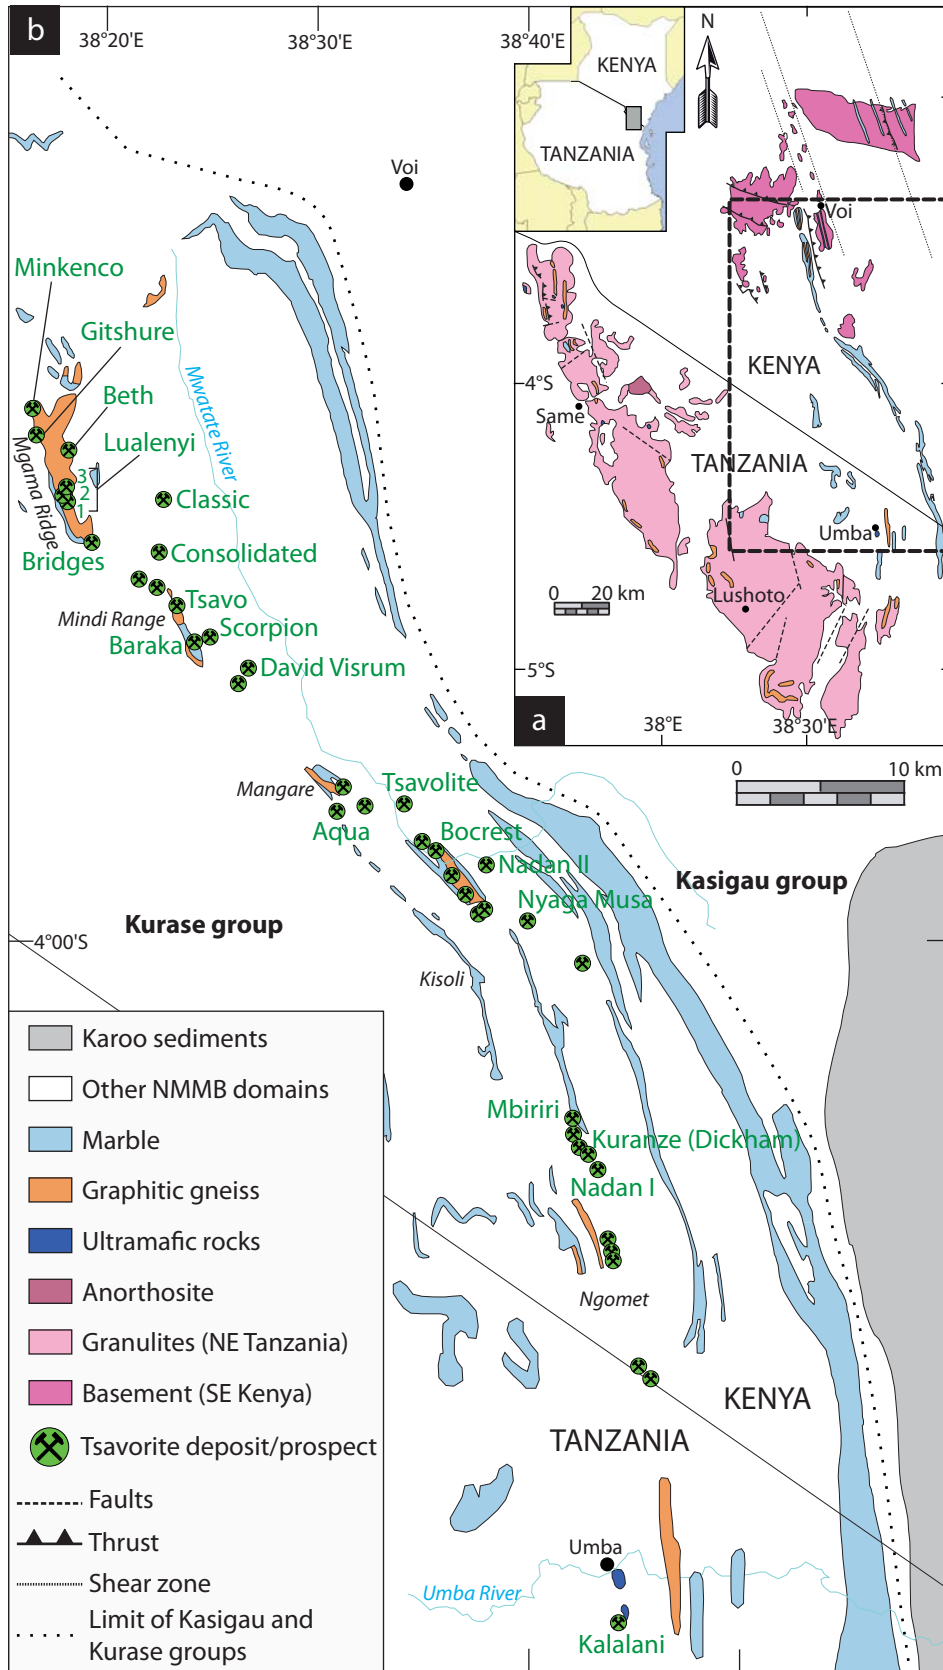 b
38°20'E
38°30'E
38°40'E
N
KENYA
TANZANIA
Voi
Voi
Minkenco
Gitshure
Beth
Lualenyi
3
2
1
Mgama Ridge
Mwatate River
Classic
Bridges
Consolidated
Tsavo
Mindi Range
Scorpion
Baraka
David Visrum
4°S
KENYA
Same
TANZANIA
Umba
0 20 km
Lushoto
5°S
a
38°E
38°30'E
0 10 km
Mangare
Tsavolite
Aqua
Bocrest
Nadan II
Kasigau group
Nyaga Musa
Kurase group
4°00'S
Kisoli
Mbiriri
Kuranze (Dickham)
Nadan I
Ngomet
KENYA
TANZANIA
Umba
Umba River
Kalalani
Karoo sediments
Other NMMB domains
Marble
Graphitic gneiss
Ultramafic rocks
Anorthosite
Granulites (NE Tanzania)
Basement (SE Kenya)
Tsavorite deposit/prospect
Faults
Thrust
Shear zone
Limit of Kasigau and
Kurase groups